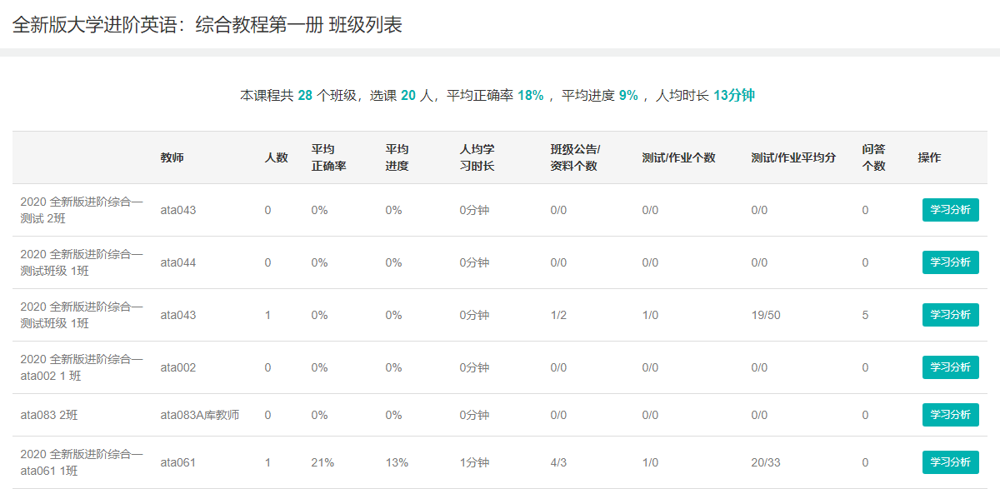 全新版大学进阶英语：综合教程第一册 班级列表
本课程共 28 个班级，选课 20 人，平均正确率 18% ，平均进度 9% ，人均时长 13分钟
教师 人数 平均正确率 平均进度 人均学习时长 班级公告/资料个数 测试/作业个数 测试/作业平均分 问答个数 操作
2020 全新版进阶综合一测试 2班 ata043 0 0% 0% 0分钟 0/0 0/0 0/0 0 学习分析
2020 全新版进阶综合一测试班级 1班 ata044 0 0% 0% 0分钟 0/0 0/0 0/0 0 学习分析
2020 全新版进阶综合一测试班级 1班 ata043 1 0% 0% 0分钟 1/2 1/0 19/50 5 学习分析
2020 全新版进阶综合一ata002 1 班 ata002 0 0% 0% 0分钟 0/0 0/0 0/0 0 学习分析
ata083 2班 ata083A库教师 0 0% 0% 0分钟 0/0 0/0 0/0 0 学习分析
2020 全新版进阶综合一ata061 1班 ata061 1 21% 13% 1分钟 4/3 1/0 20/33 0 学习分析